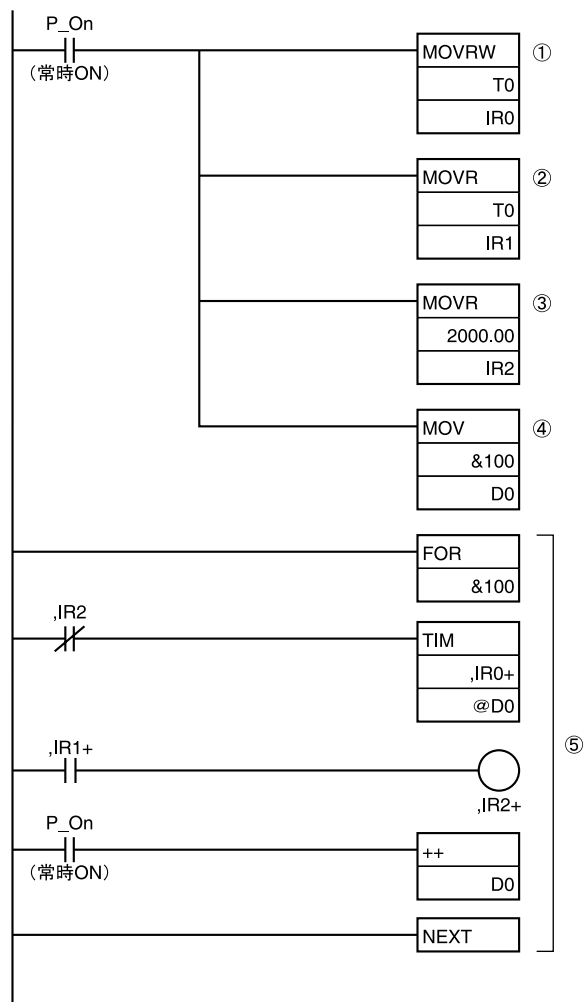 P_On
（常時ON）
MOVRW
①
T0
IR0
MOVR
②
T0
IR1
MOVR
③
2000.00
IR2
MOV
④
&100
D0
FOR
&100
,IR2
TIM
,IR0+
@D0
⑤
,IR1+
,IR2+
P_On
（常時ON）
++
D0
NEXT